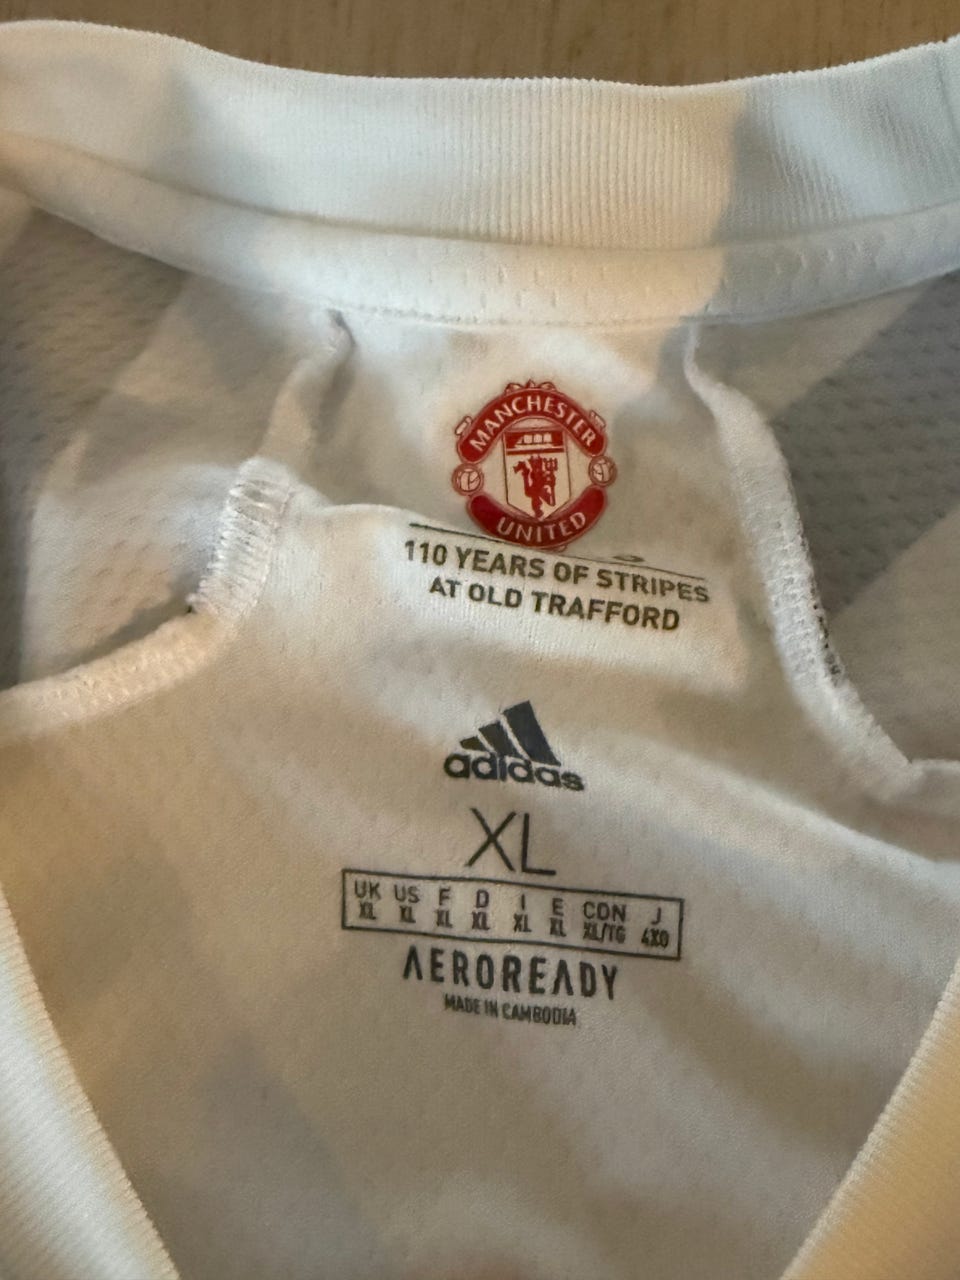 MANCHESTER
UNITED
110 YEARS OF STRIPES
AT OLD TRAFFORD
adidas
XL
UK US F D I E CDN J
XL XL XL XL XL XL XL/TG 4XO
AEROREADY
MADE IN CAMBODIA